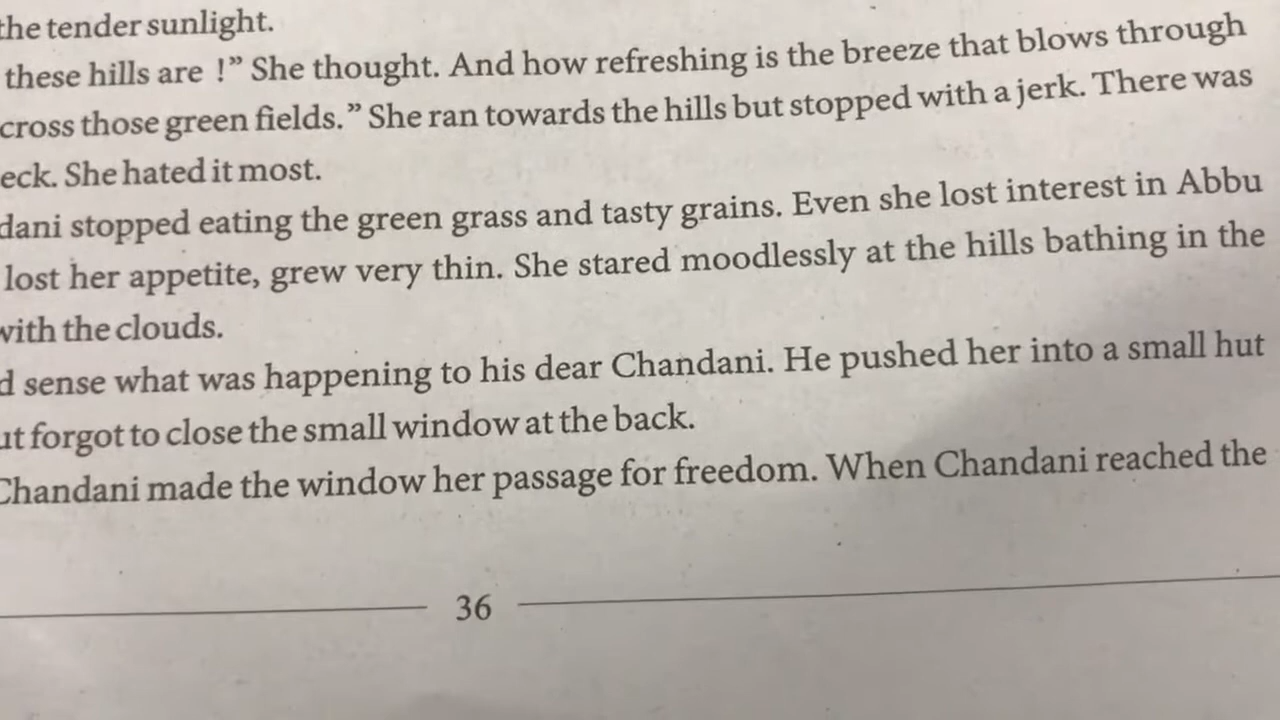 the tender sunlight.
these hills are !” She thought. And how refreshing is the breeze that blows through
cross those green fields.” She ran towards the hills but stopped with a jerk. There was
eck. She hated it most.
dani stopped eating the green grass and tasty grains. Even she lost interest in Abbu
lost her appetite, grew very thin. She stared moodlessly at the hills bathing in the
with the clouds.
d sense what was happening to his dear Chandani. He pushed her into a small hut
ut forgot to close the small window at the back.
Chandani made the window her passage for freedom. When Chandani reached the
36